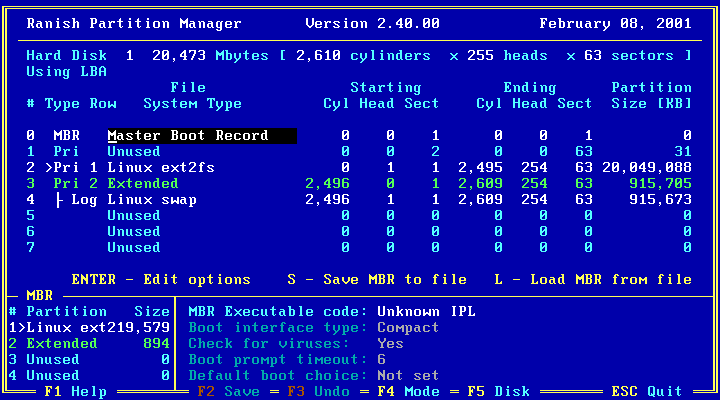 Ranish Partition Manager Version 2.40.00 February 08, 2001
Hard Disk 1 20,473 Mbytes [ 2,610 cylinders x 255 heads x 63 sectors ]
Using LBA
File Starting Ending Partition
# Type Row System Type Cyl Head Sect Cyl Head Sect Size [KB]
0 MBR Master Boot Record 0 0 1 0 0 1 0
1 Pri Unused 0 0 2 0 0 63 31
2 >Pri 1 Linux ext2fs 0 1 1 2,495 254 63 20,049,088
3 Pri 2 Extended 2,496 0 1 2,609 254 63 915,705
4 ├ Log Linux swap 2,496 1 1 2,609 254 63 915,673
5 Unused 0 0 0 0 0 0 0
6 Unused 0 0 0 0 0 0 0
7 Unused 0 0 0 0 0 0 0
ENTER - Edit options S - Save MBR to file L - Load MBR from file
MBR
# Partition Size
1>Linux ext219,579
2 Extended 894
3 Unused 0
4 Unused 0
MBR Executable code: Unknown IPL
Boot interface type: Compact
Check for viruses: Yes
Boot prompt timeout: 6
Default boot choice: Not set
F1 Help F2 Save F3 Undo F4 Mode F5 Disk ESC Quit